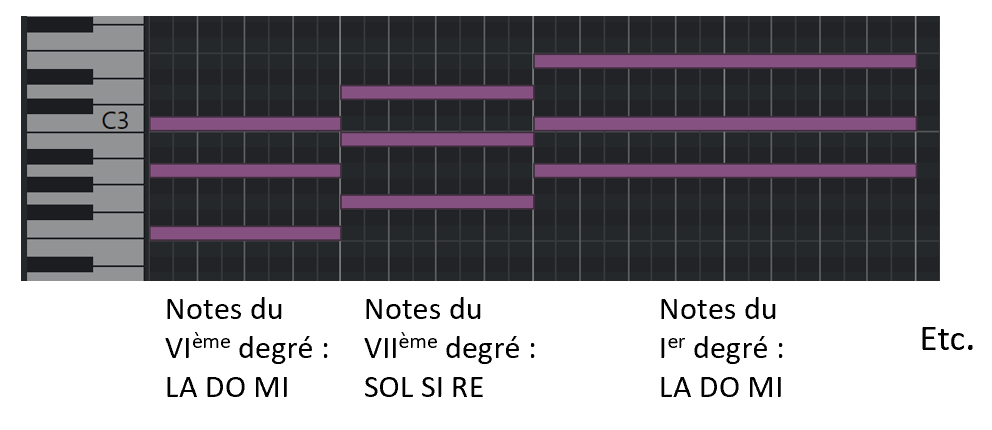 C3
Notes du
VIème degré :
LA DO MI
Notes du
VIIème degré :
SOL SI RE
Notes du
Ier degré :
LA DO MI
Etc.